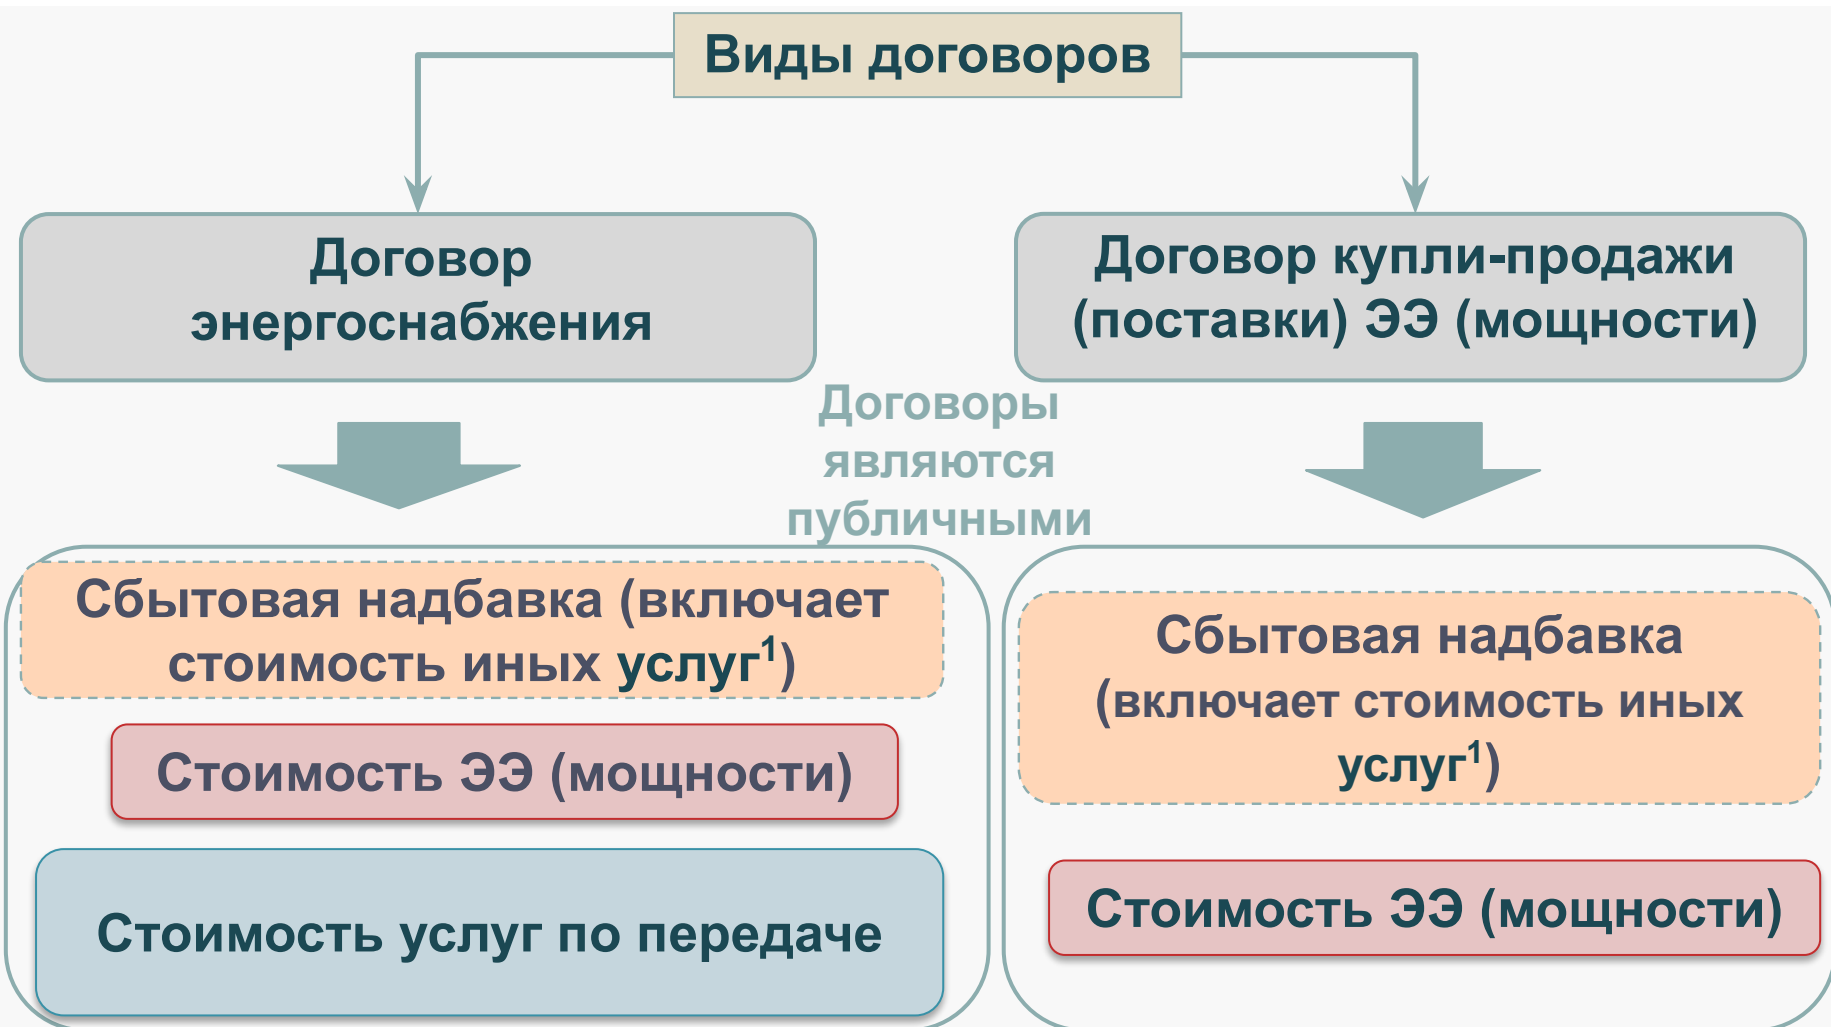 Виды договоров
Договор
энергоснабжения
Договор купли-продажи
(поставки) ЭЭ (мощности)
Договоры
являются
публичными
Сбытовая надбавка (включает
стоимость иных услуг¹)
Стоимость ЭЭ (мощности)
Стоимость услуг по передаче
Сбытовая надбавка
(включает стоимость иных
услуг¹)
Стоимость ЭЭ (мощности)